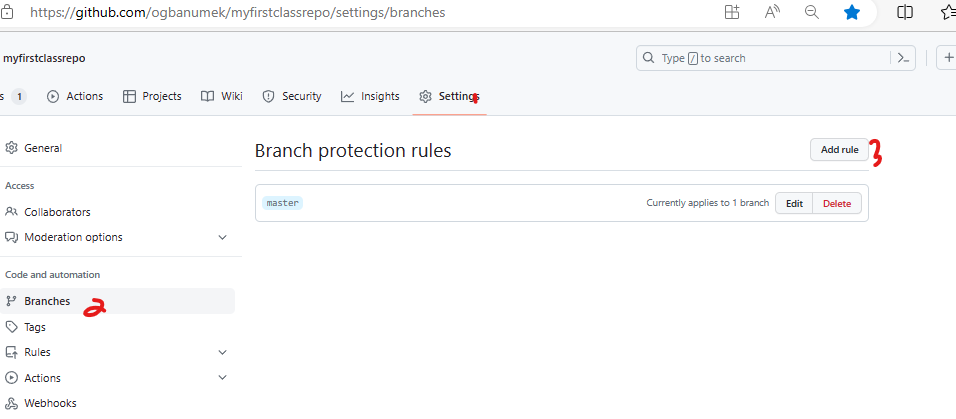 https://github.com/ogbanumek/myfirstclassrepo/settings/branches
myfirstclassrepo
Type / to search
s 1 Actions Projects Wiki Security Insights Settings 1
General
Branch protection rules
Add rule 3
Access
master
Currently applies to 1 branch Edit Delete
Collaborators
Moderation options
Code and automation
Branches 2
Tags
Rules
Actions
Webhooks